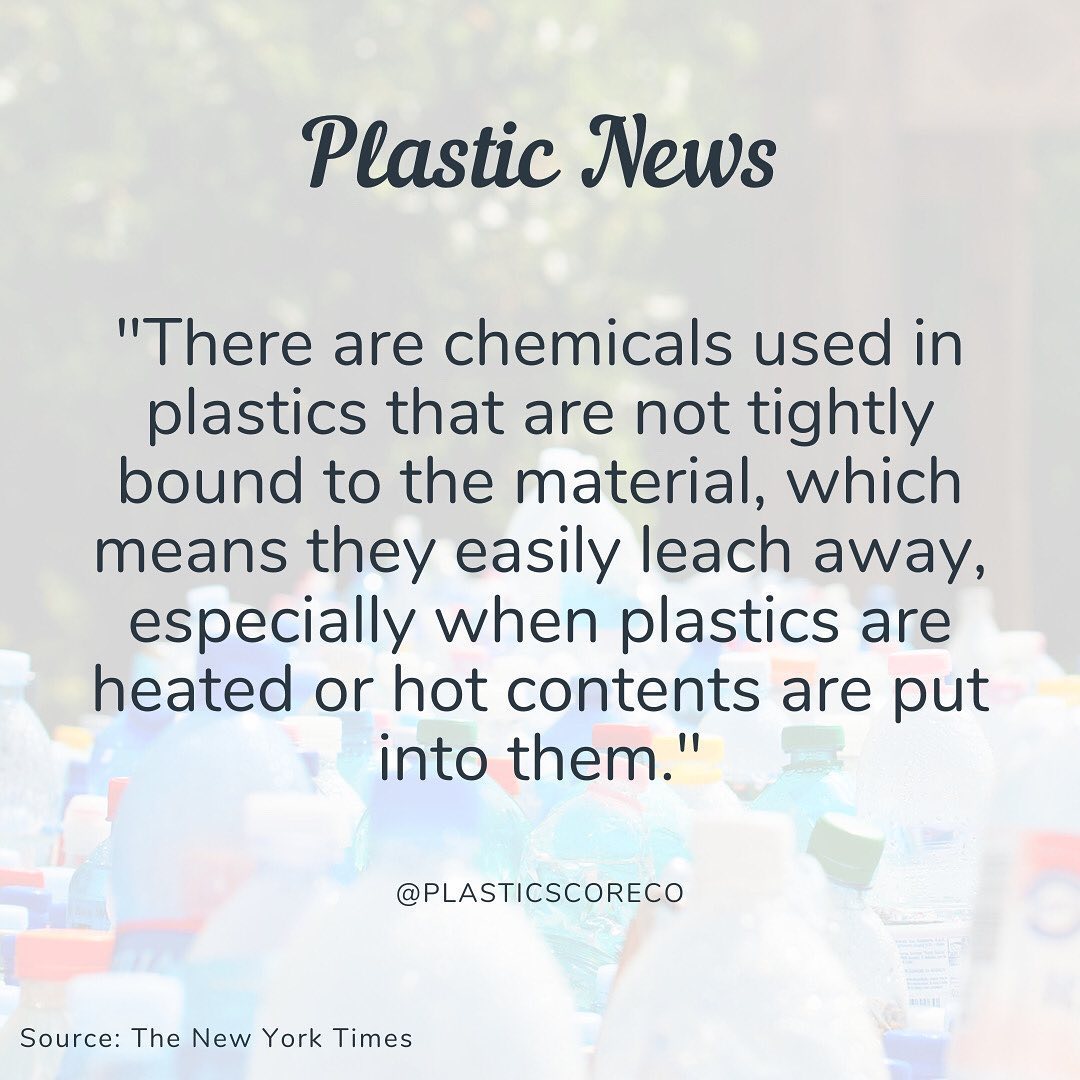 Plastic News
"There are chemicals used in
plastics that are not tightly
bound to the material, which
means they easily leach away,
especially when plastics are
heated or hot contents are put
into them."
@PLASTICSCORECO
Source: The New York Times